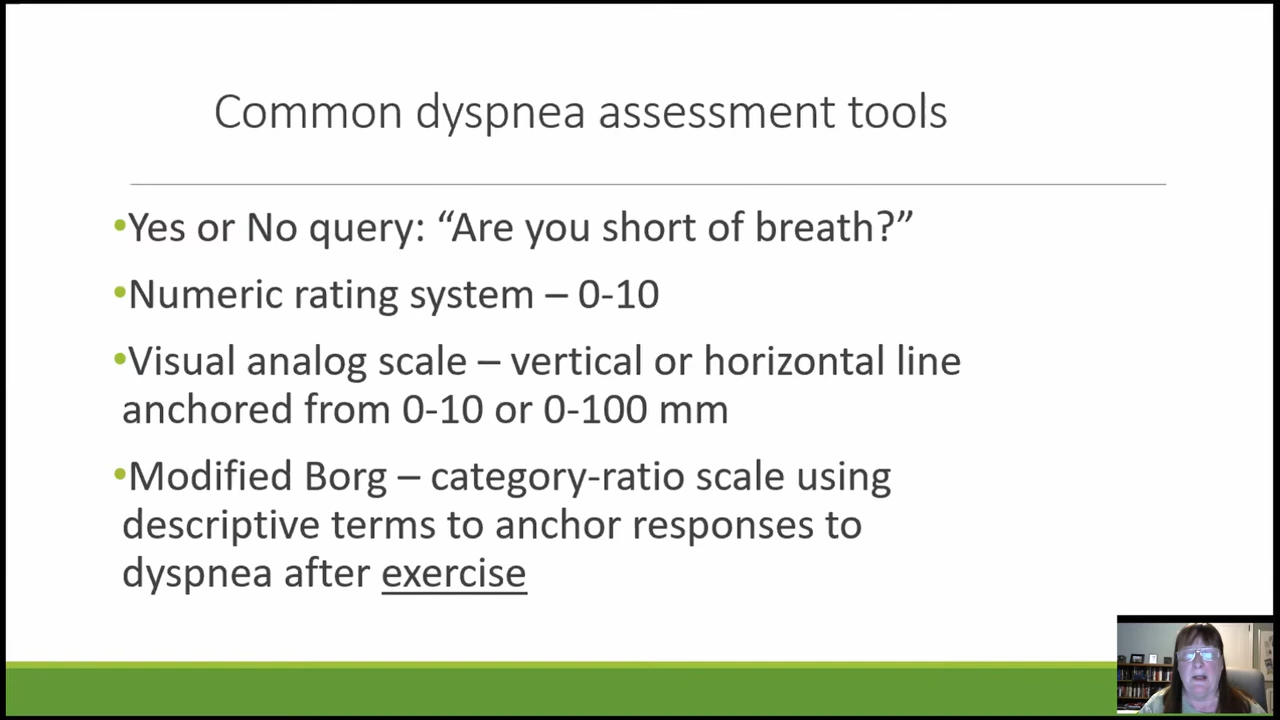 Common dyspnea assessment tools
•Yes or No query: “Are you short of breath?”
•Numeric rating system – 0-10
•Visual analog scale – vertical or horizontal line
anchored from 0-10 or 0-100 mm
•Modified Borg – category-ratio scale using
descriptive terms to anchor responses to
dyspnea after exercise